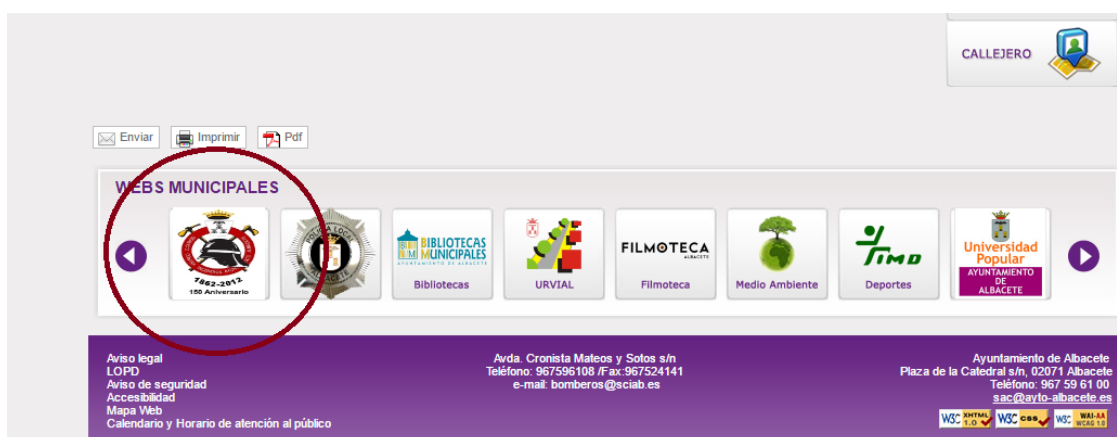 CALLEJERO
Enviar
Imprimir
Pdf
WEBS MUNICIPALES
1862-2012
150 Aniversario
POLICIA LOCAL
ALBACETE
BIBLIOTECAS
MUNICIPALES
AYUNTAMIENTO DE ALBACETE
Bibliotecas
URVIAL
FILMOTECA
ALBACETE
Filmoteca
Medio Ambiente
TIMD
Deportes
Universidad
Popular
AYUNTAMIENTO
DE
ALBACETE
Aviso legal
LOPD
Aviso de seguridad
Accesibilidad
Mapa Web
Calendario y Horario de atención al público
Avda. Cronista Mateos y Sotos s/n
Teléfono: 967596108 /Fax:967524141
e-mail: bomberos@sciab.es
Ayuntamiento de Albacete
Plaza de la Catedral s/n, 02071 Albacete
Teléfono: 967 59 61 00
sac@ayto-albacete.es
W3C XHTML 1.0
W3C css
W3C WAI-AA WCAG 1.0